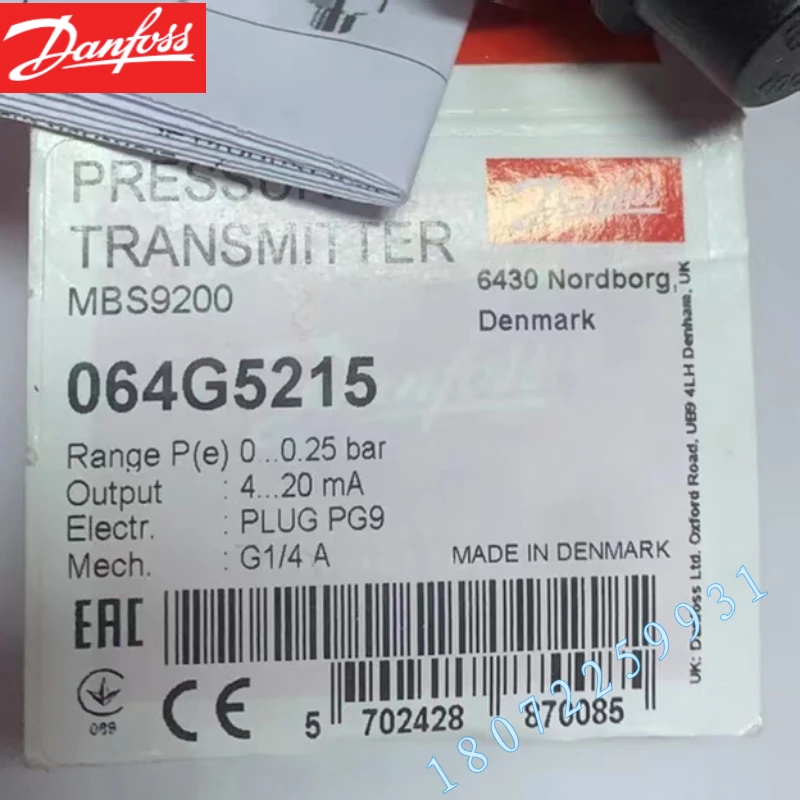 Danfoss
PRESSURE
TRANSMITTER
MBS9200
Danfoss
6430 Nordborg,
Denmark
064G5215
Danfoss
Range P(e) 0...0.25 bar
Output : 4...20 mA
Electr. : PLUG PG9
Mech. : G1/4 A
MADE IN DENMARK
EAC
089
CE
5 702428 870085
UK: Danfoss Ltd. Oxford Road, UB9 4LH Denham, UK
18072259931